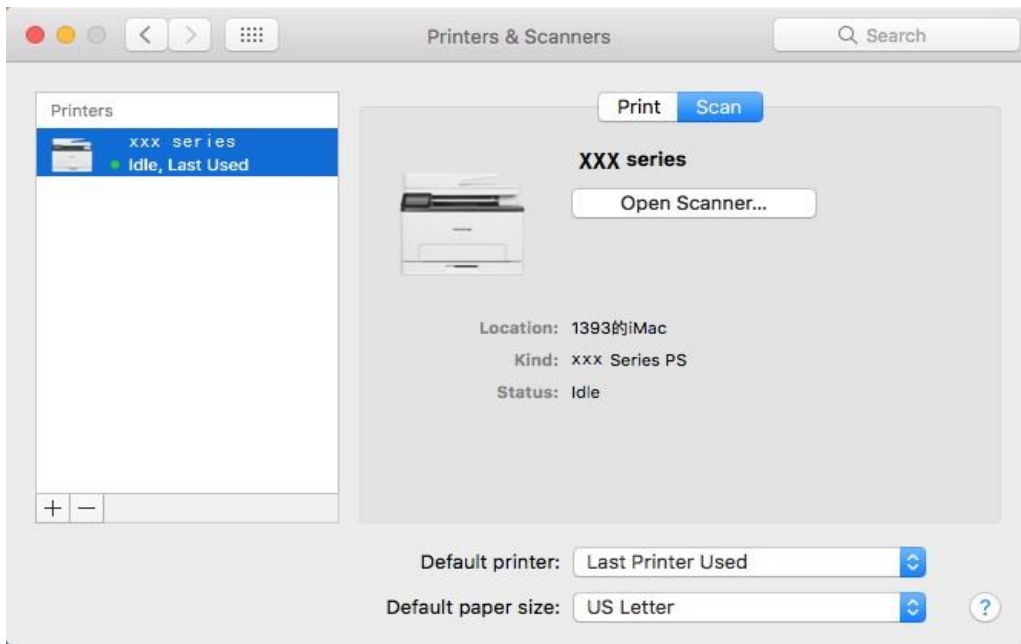 Printers & Scanners
Search
Printers
xxx series
Idle, Last Used
Print Scan
XXX series
Open Scanner...
Location: 1393的iMac
Kind: xxx Series PS
Status: Idle
+ −
Default printer: Last Printer Used
Default paper size: US Letter
?